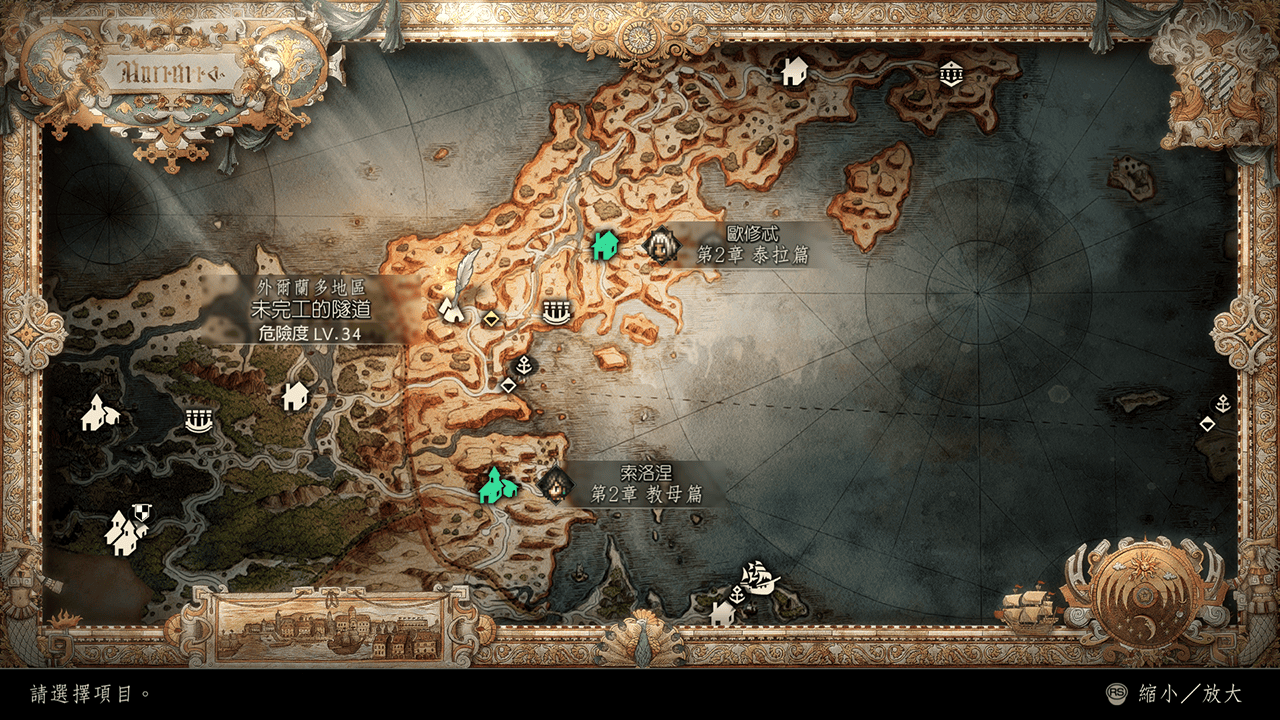 歐修忒
第2章 泰拉篇
外爾蘭多地區
未完工的隧道
危險度 LV.34
索洛涅
第2章 教母篇
請選擇項目。
RS 縮小／放大